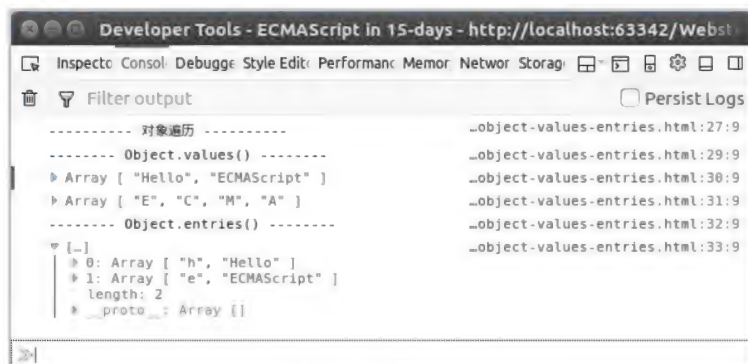 Developer Tools - ECMAScript in 15-days - http://localhost:63342/Webst
Inspecto Consol Debugge Style Edit Performanc Memor Networ Storag
Filter output Persist Logs
---------- 对象遍历 ---------- …object-values-entries.html:27:9
-------- Object.values() -------- …object-values-entries.html:29:9
Array [ "Hello", "ECMAScript" ] …object-values-entries.html:30:9
Array [ "E", "C", "M", "A" ] …object-values-entries.html:31:9
-------- Object.entries() -------- …object-values-entries.html:32:9
[…] …object-values-entries.html:33:9
0: Array [ "h", "Hello" ]
1: Array [ "e", "ECMAScript" ]
length: 2
__proto__: Array []